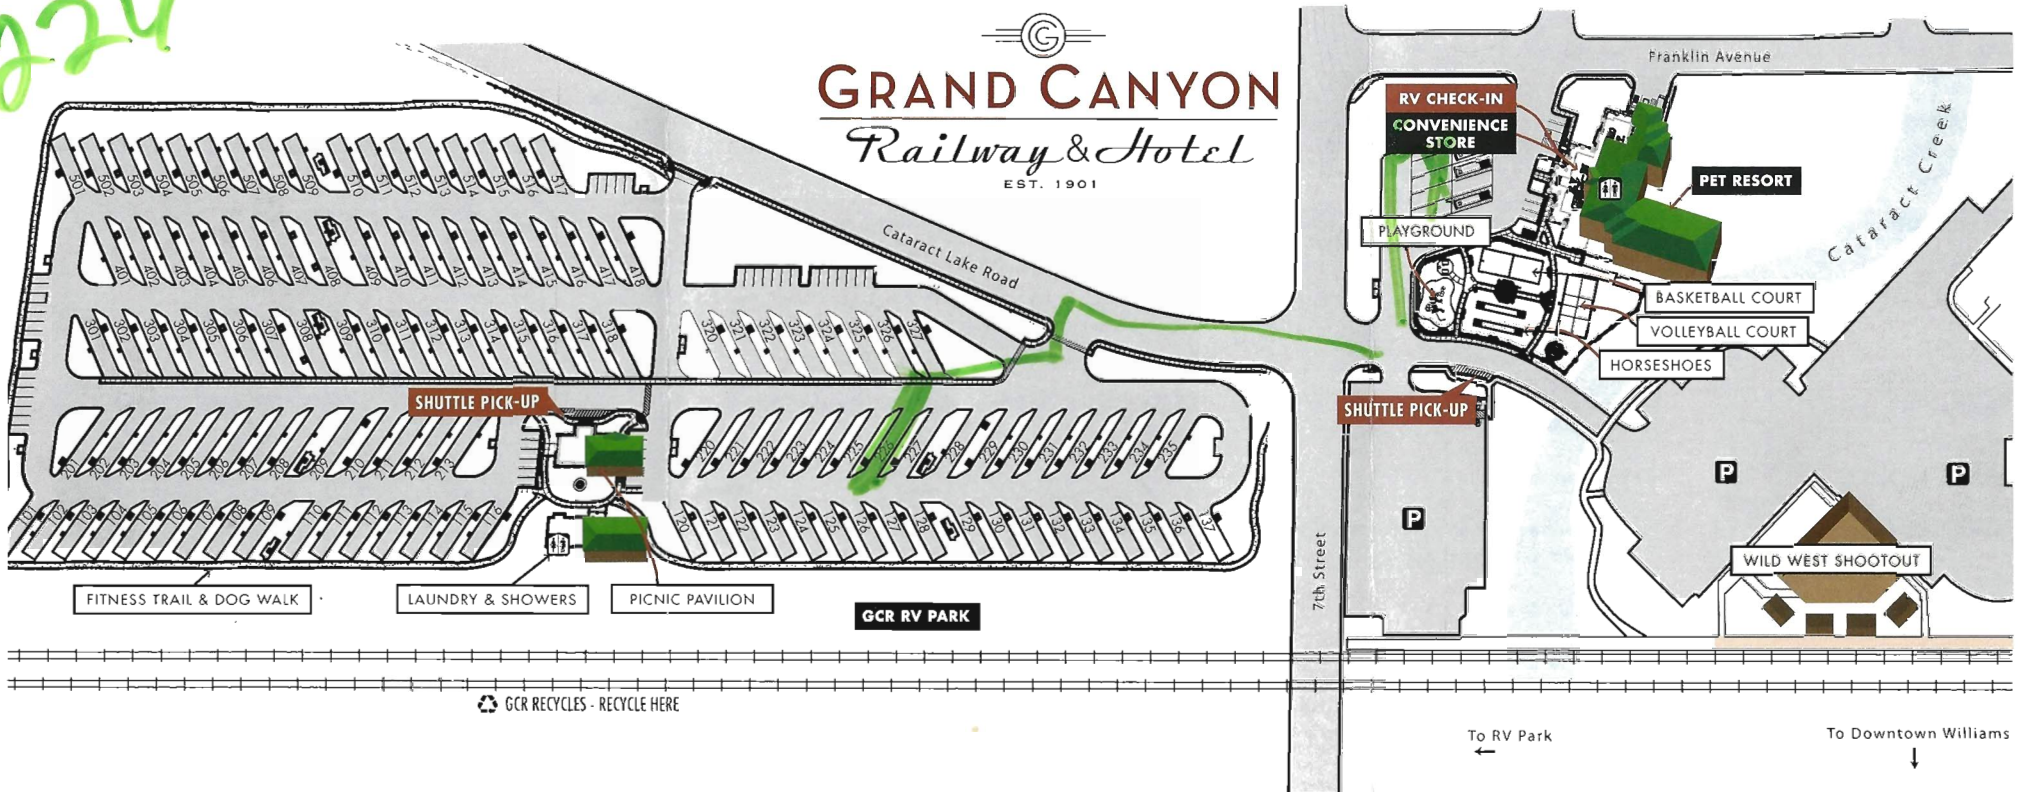 224
GRAND CANYON
Railway & Hotel
EST. 1901
Franklin Avenue
RV CHECK-IN
CONVENIENCE
STORE
PET RESORT
Cataract Creek
PLAYGROUND
Cataract Lake Road
BASKETBALL COURT
VOLLEYBALL COURT
HORSESHOES
501 502 503 504 505 506 507 508 509 510 511 512 513 514 515 516 517
401 402 403 404 405 406 407 408 409 410 411 412 413 414 415 416 417 418
301 302 303 304 305 306 307 308 309 310 311 312 313 314 315 316 317 318 320 321 322 323 324 325 326 327
SHUTTLE PICK-UP
SHUTTLE PICK-UP
201 202 203 204 205 206 207 208 209 210 211 212 213 220 221 222 223 224 225 226 227 228 229 230 231 232 233 234 235
P
P
P
101 102 103 104 105 106 107 108 109 110 111 112 113 114 115 116 120 121 122 123 124 125 126 127 128 129 130 131 132 133 134 135 136 137
7th Street
WILD WEST SHOOTOUT
FITNESS TRAIL & DOG WALK
LAUNDRY & SHOWERS
PICNIC PAVILION
GCR RV PARK
GCR RECYCLES - RECYCLE HERE
To RV Park
To Downtown Williams